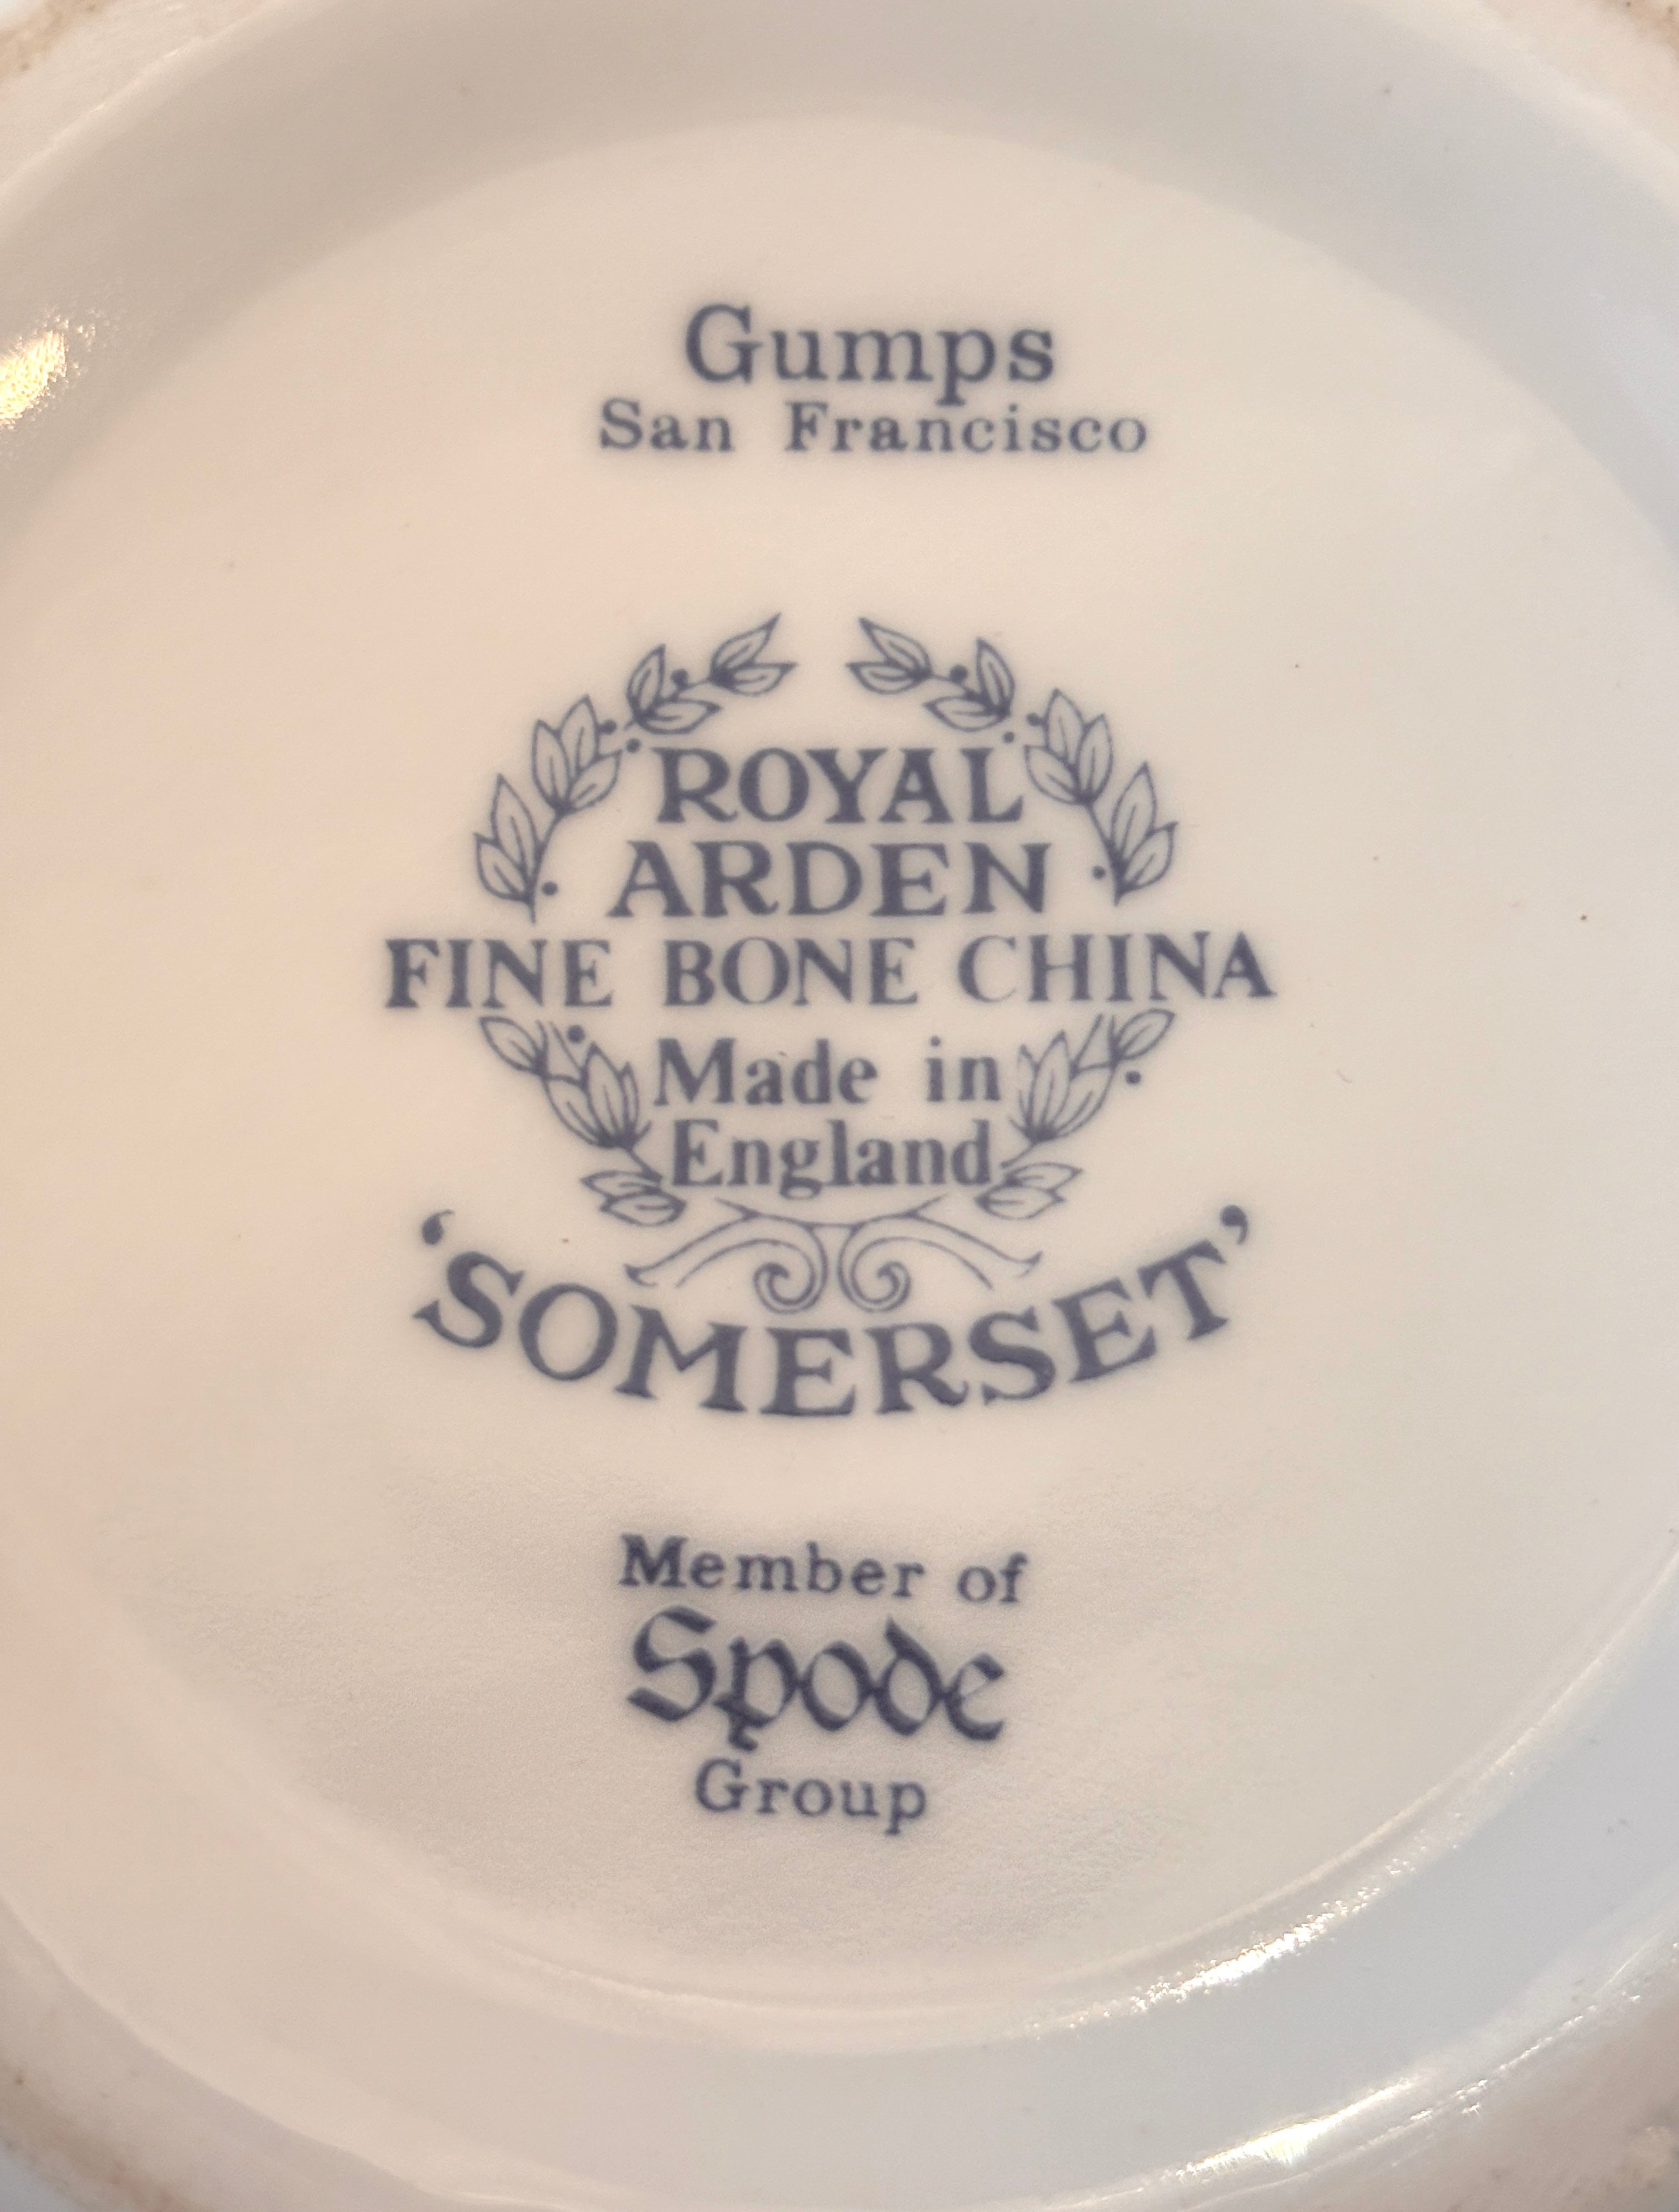 Gumps
San Francisco
ROYAL
ARDEN
FINE BONE CHINA
Made in
England
‘SOMERSET’
Member of
Spode
Group